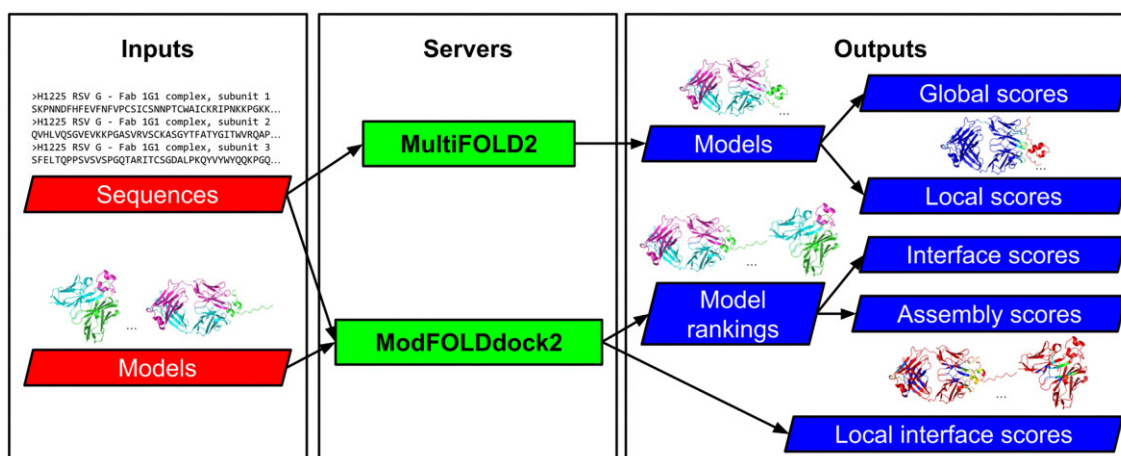 Inputs
>H1225 RSV G - Fab 1G1 complex, subunit 1
SKPNNDFHFEVFNFVPCSICSNNPTCWAICKRIPNKKPGKK...
>H1225 RSV G - Fab 1G1 complex, subunit 2
QVHLVQSGVEVKKPGASVRVSCKASGYTFATYGITWVRQAP...
>H1225 RSV G - Fab 1G1 complex, subunit 3
SFELTQPPSVSVSPGQTARITCSGDALPKQYVYWYQQKPGQ...
Sequences
...
Models
Servers
MultiFOLD2
ModFOLDdock2
Outputs
...
Models
Global scores
...
Local scores
...
Model
rankings
Interface scores
Assembly scores
...
Local interface scores